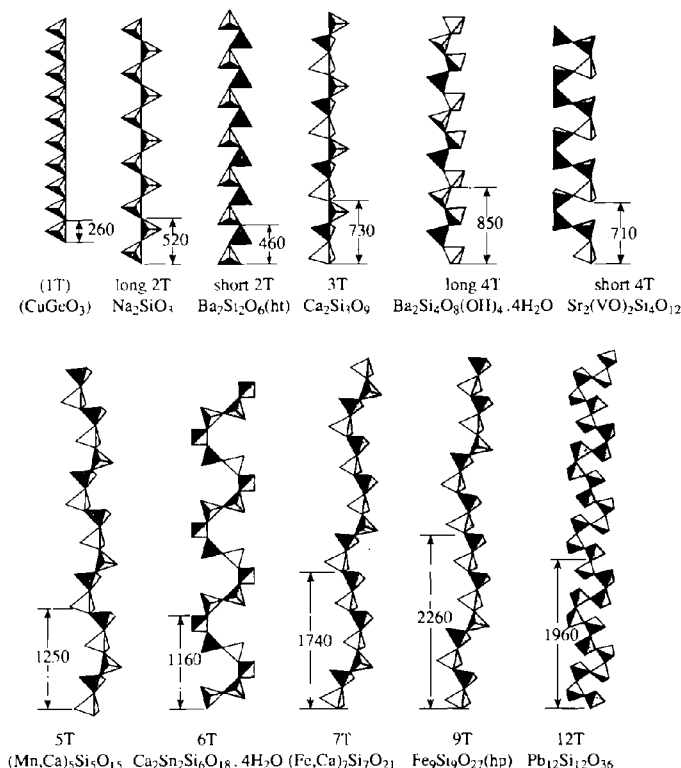 260
520
460
730
850
710
(1T) long 2T short 2T 3T long 4T short 4T
(CuGeO3) Na2SiO3 Ba2Si2O6(ht) Ca2Si3O9 Ba2Si4O8(OH)4 . 4H2O Sr2(VO)2Si4O12
1250
1160
1740
2260
1960
5T 6T 7T 9T 12T
(Mn,Ca)5Si5O15 Ca2Sn2Si6O18 . 4H2O (Fe,Ca)7Si7O21 Fe9Si9O27(hp) Pb12Si12O36